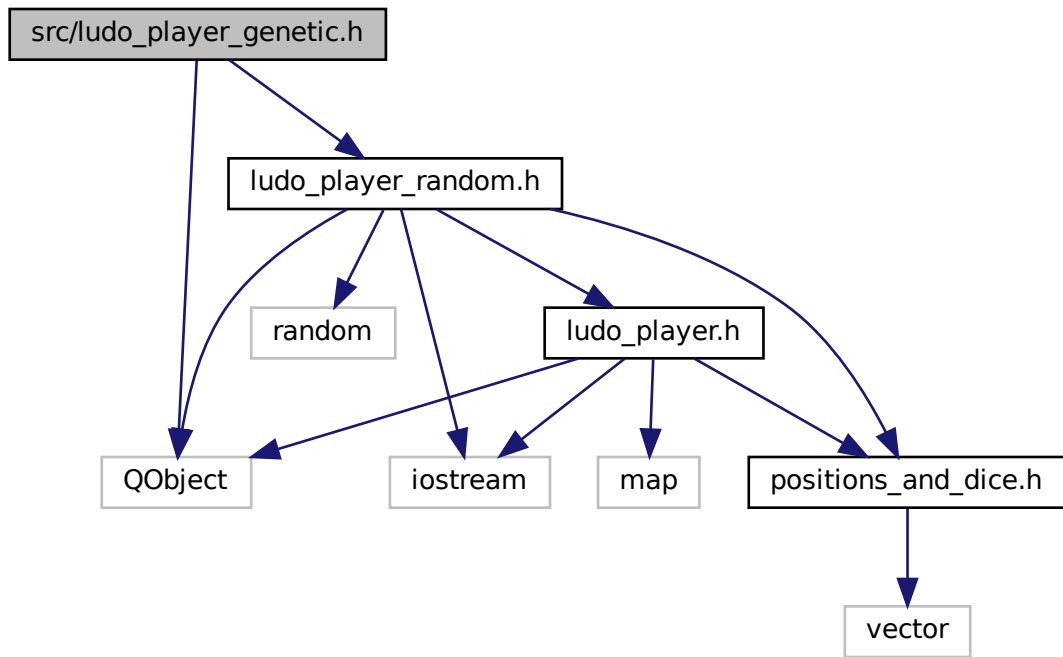 src/ludo_player_genetic.h
ludo_player_random.h
random
ludo_player.h
QObject
iostream
map
positions_and_dice.h
vector